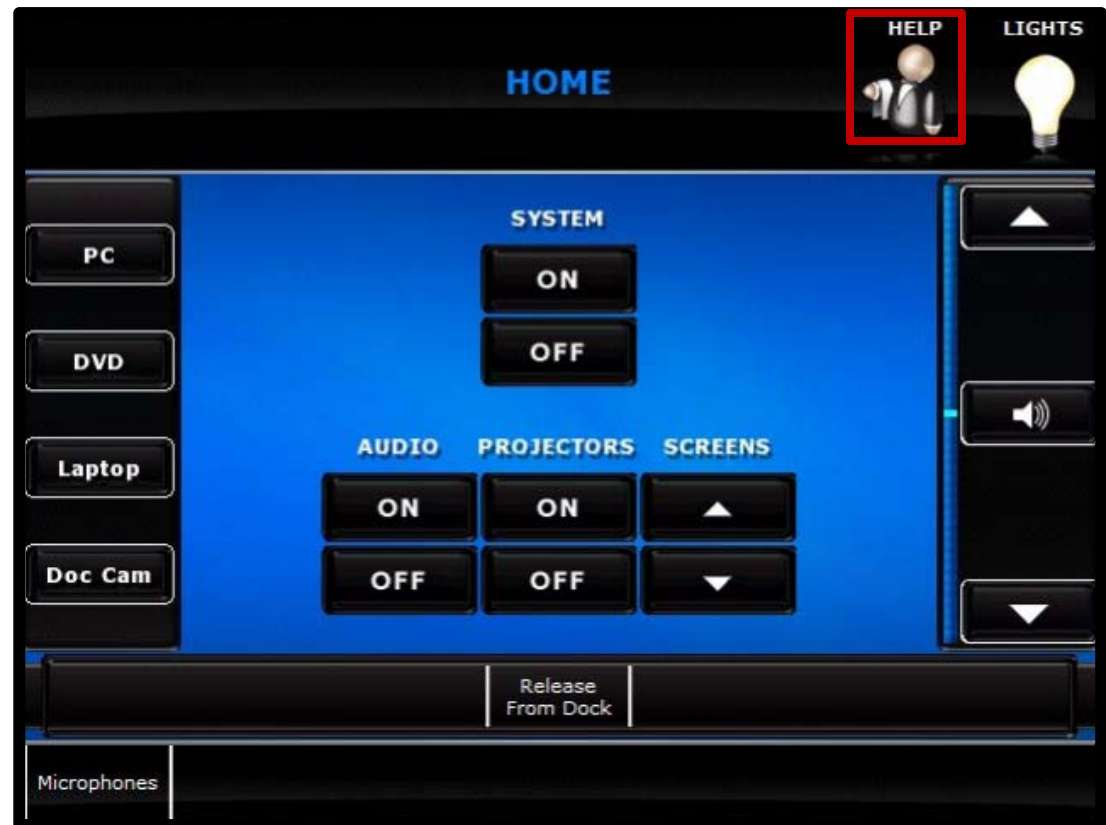 HELP
LIGHTS
HOME
SYSTEM
PC
ON
DVD
OFF
AUDIO PROJECTORS SCREENS
Laptop
ON ON
Doc Cam
OFF OFF
Release
From Dock
Microphones